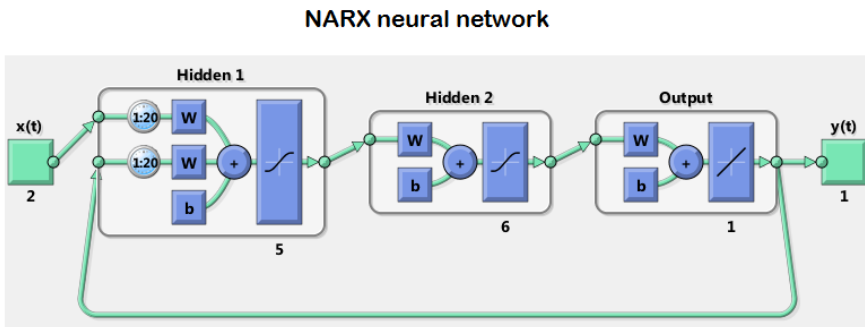 NARX neural network
Hidden 1
Hidden 2
Output
x(t)
y(t)
1:20
W
1:20
W
b
+
W
b
+
W
b
+
2
5
6
1
1